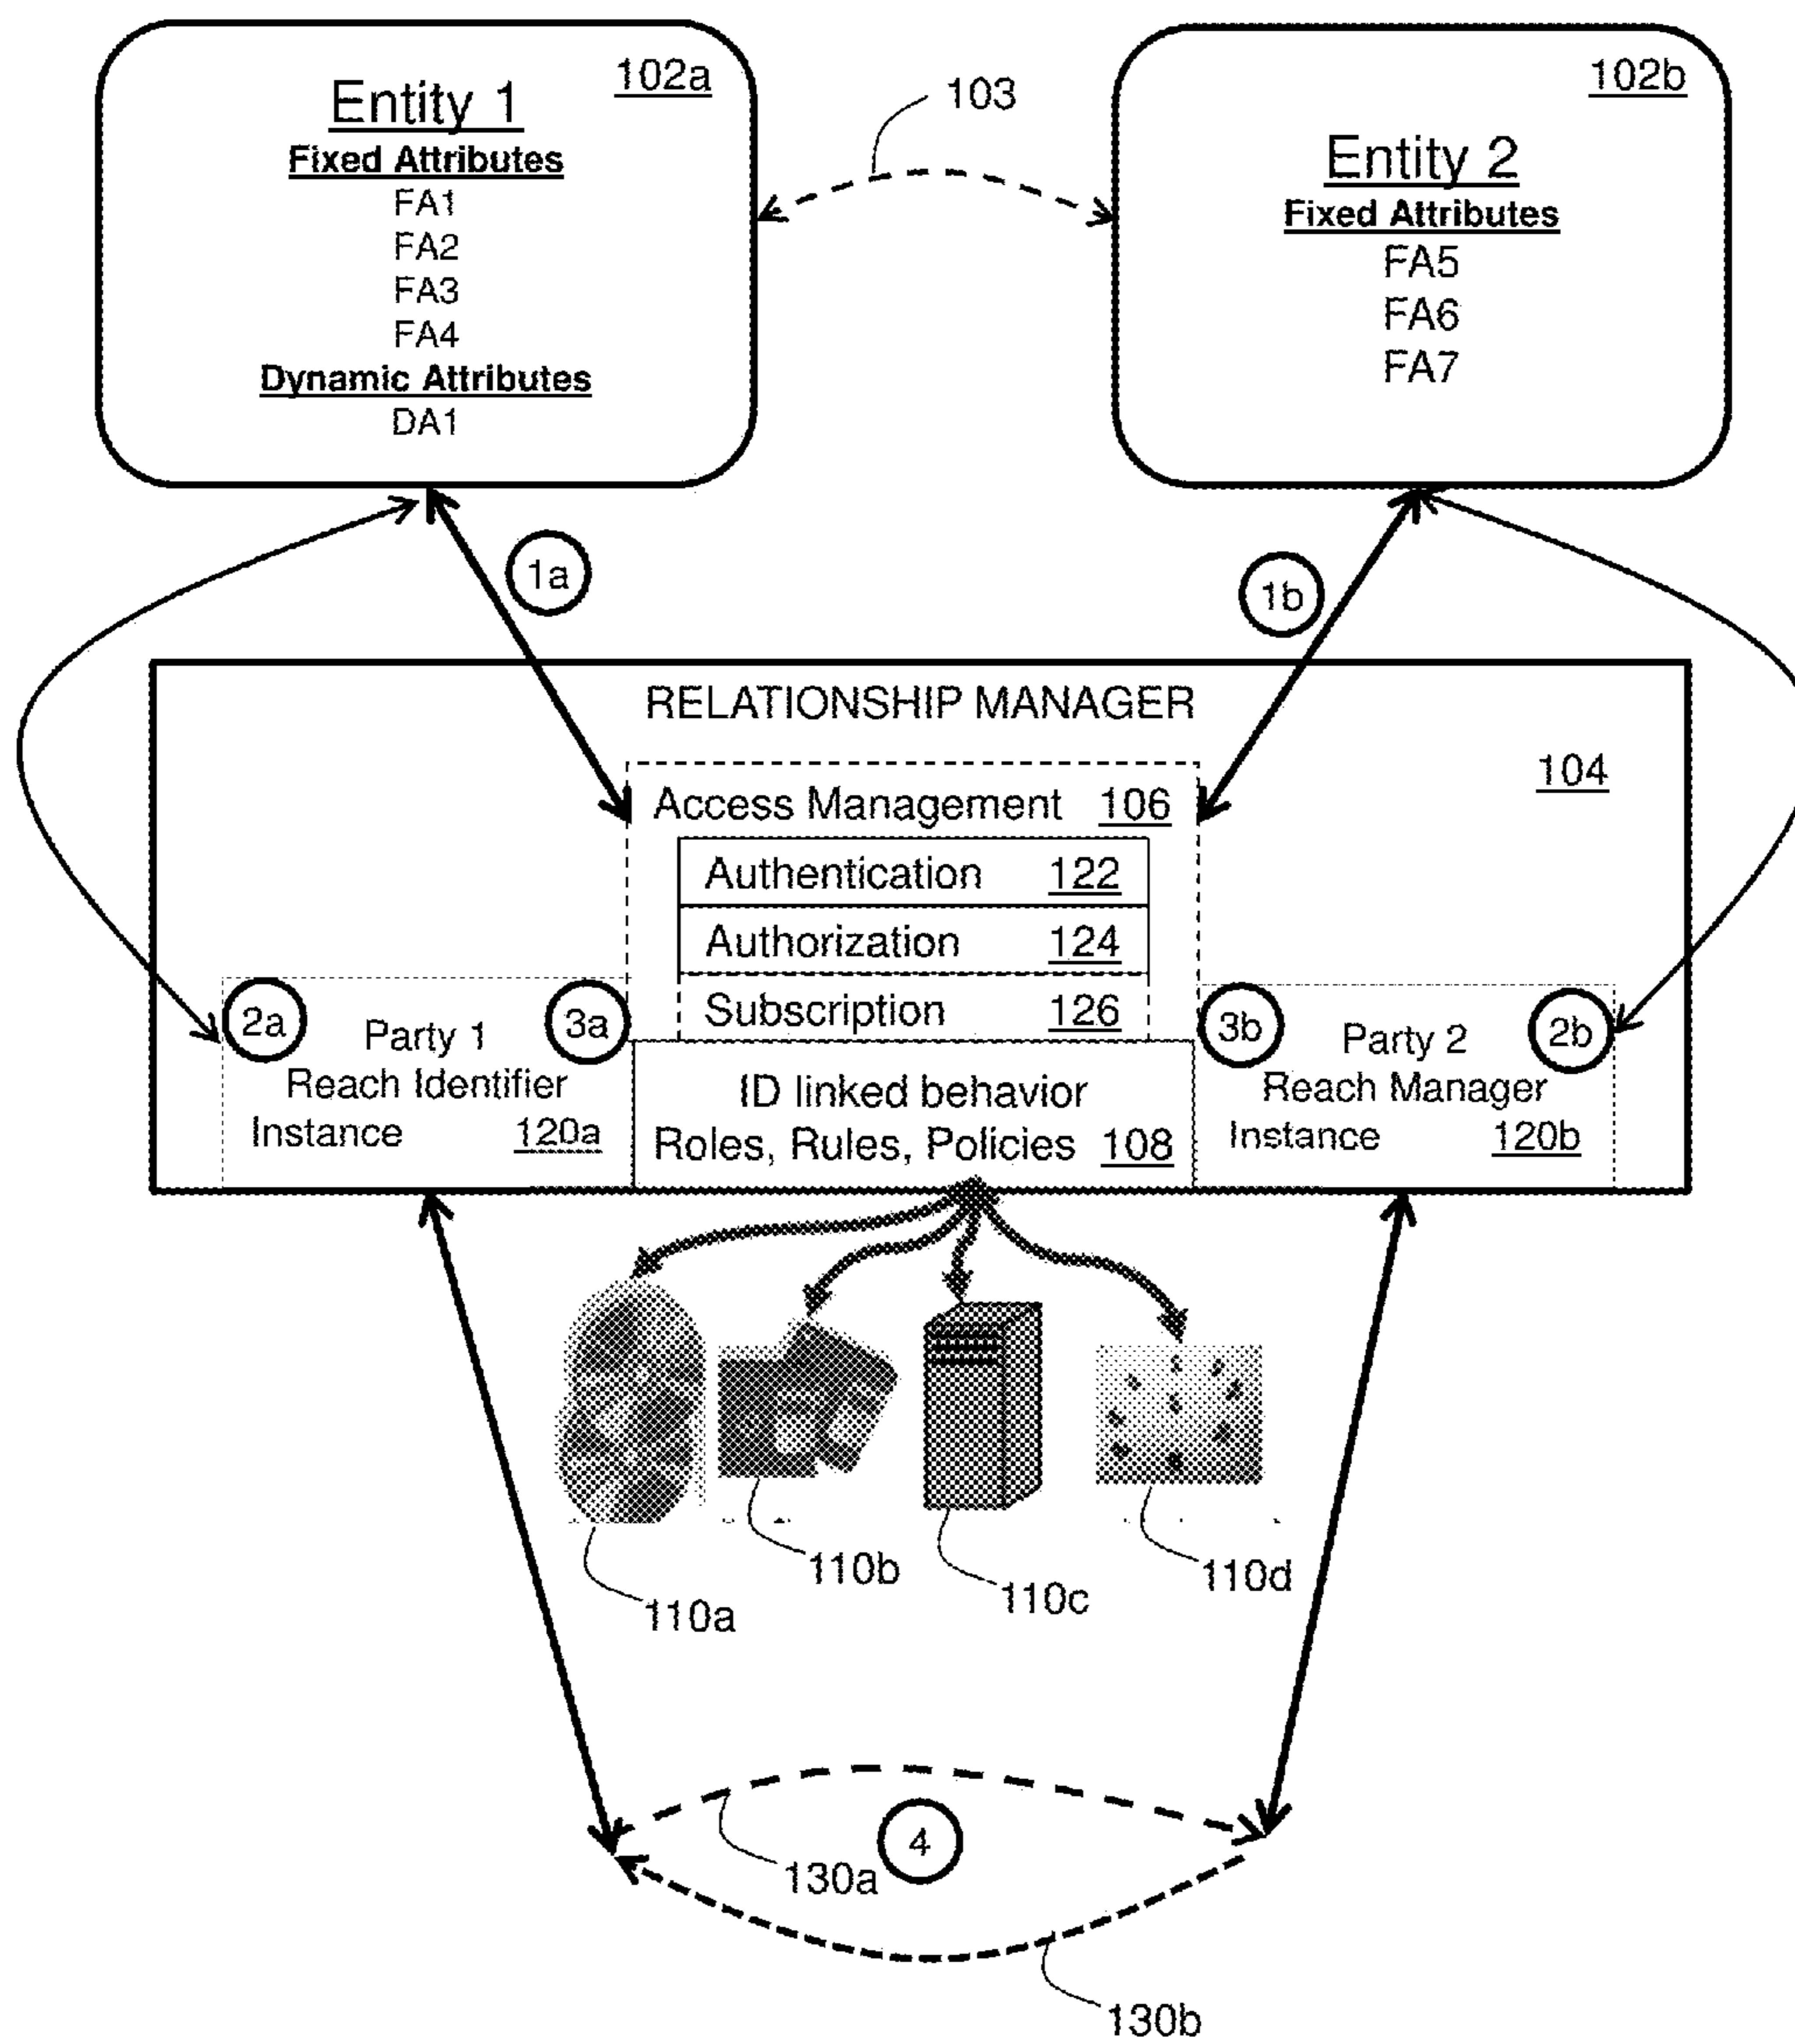 102a
Entity 1
Fixed Attributes
FA1
FA2
FA3
FA4
Dynamic Attributes
DA1
103
102b
Entity 2
Fixed Attributes
FA5
FA6
FA7
1a
1b
RELATIONSHIP MANAGER
104
Access Management 106
Authentication 122
Authorization 124
Subscription 126
2a
3a
Party 1
Reach Identifier
Instance 120a
ID linked behavior
Roles, Rules, Policies 108
3b
2b
Party 2
Reach Manager
Instance 120b
110a
110b
110c
110d
4
130a
130b